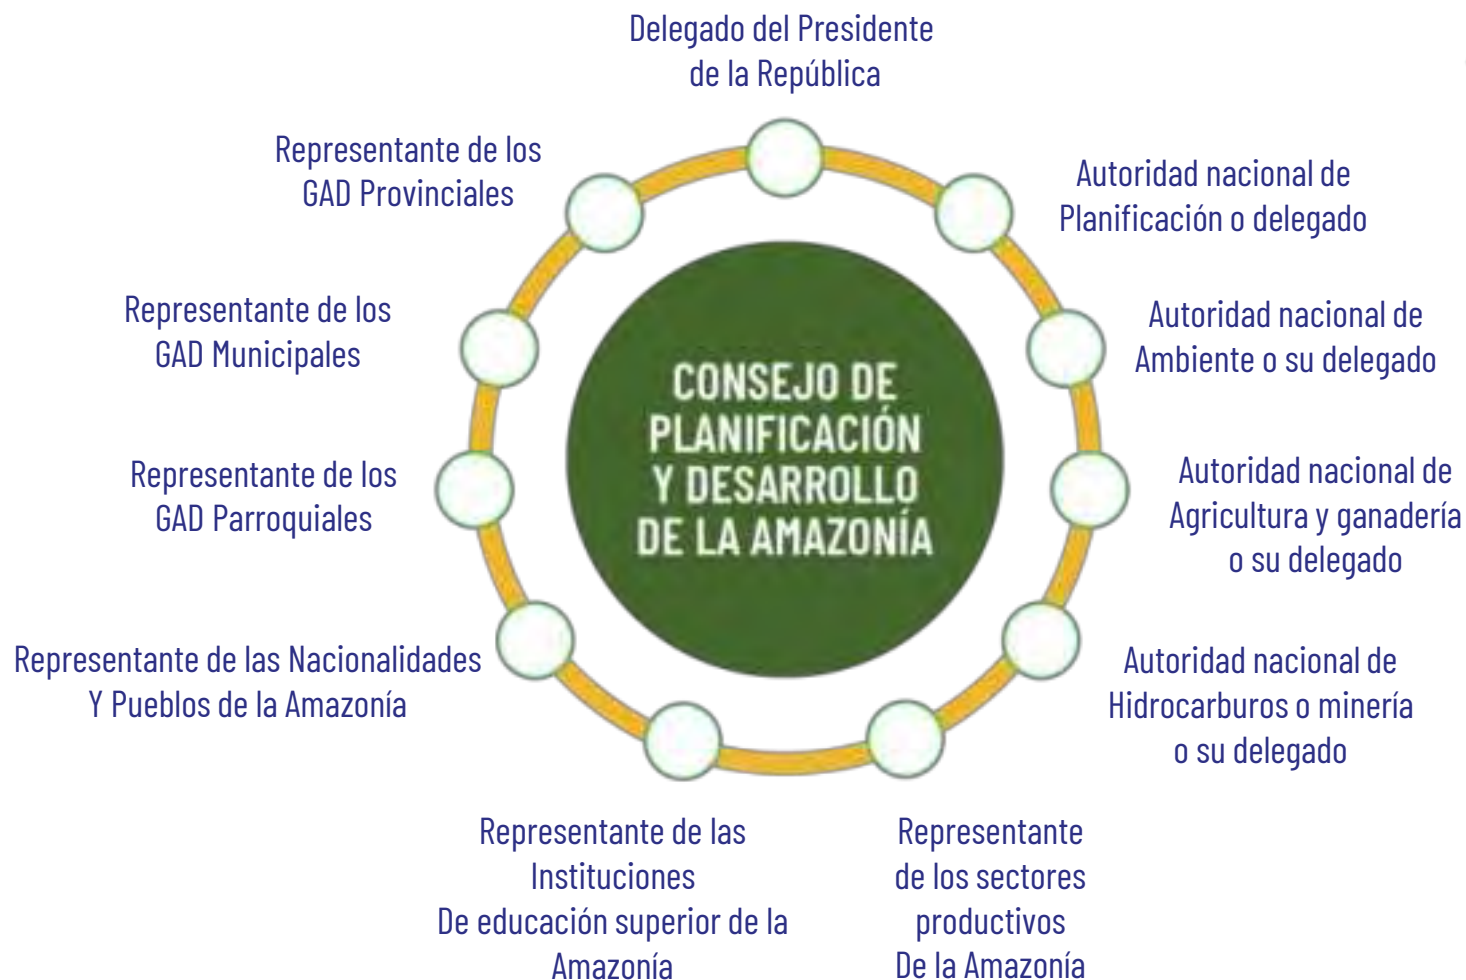 Delegado del Presidente
de la República
Representante de los
GAD Provinciales
Autoridad nacional de
Planificación o delegado
Representante de los
GAD Municipales
Autoridad nacional de
Ambiente o su delegado
CONSEJO DE
PLANIFICACIÓN
Y DESARROLLO
DE LA AMAZONÍA
Representante de los
GAD Parroquiales
Autoridad nacional de
Agricultura y ganadería
o su delegado
Representante de las Nacionalidades
Y Pueblos de la Amazonía
Autoridad nacional de
Hidrocarburos o minería
o su delegado
Representante de las
Instituciones
De educación superior de la
Amazonía
Representante
de los sectores
productivos
De la Amazonía